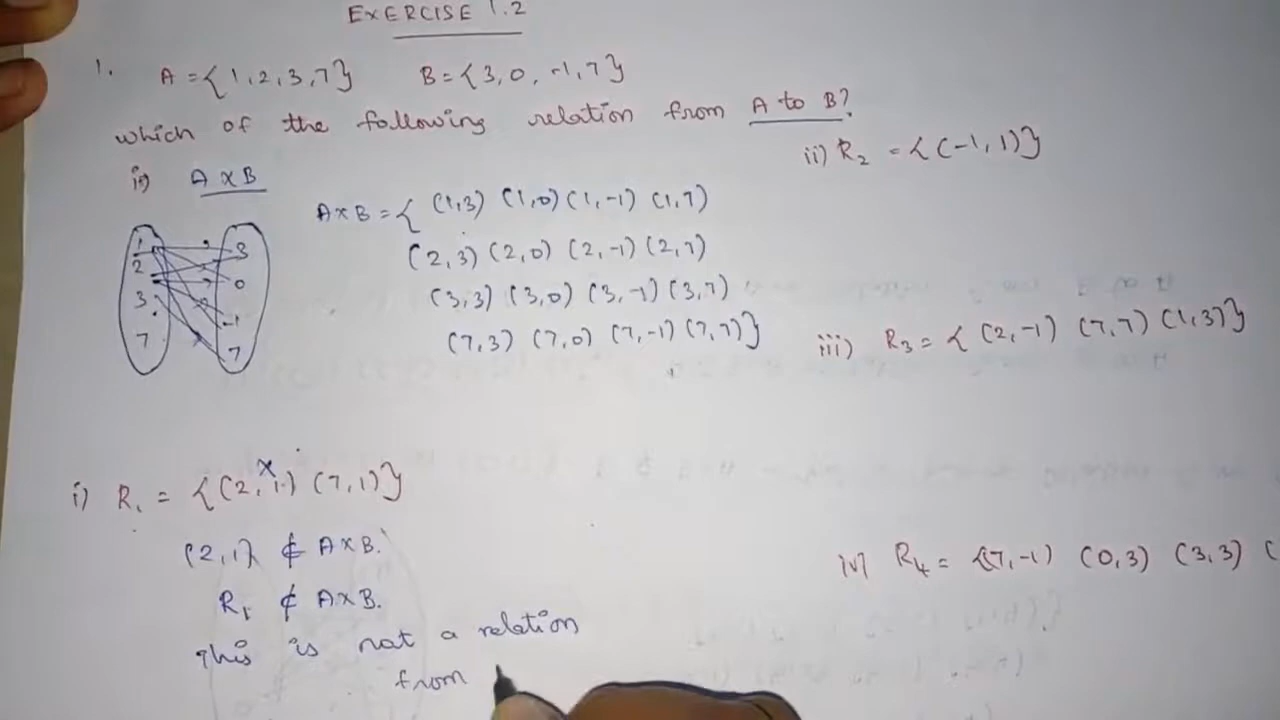 EXERCISE 1.2
1. A = {1, 2, 3, 7} B = {3, 0, -1, 7}
which of the following relation from A to B?
ii) R₂ = {(-1, 1)}
i) A × B
A × B = { (1,3) (1,0) (1,-1) (1,7)
(2,3) (2,0) (2,-1) (2,7)
(3,3) (3,0) (3,-1) (3,7)
(7,3) (7,0) (7,-1) (7,7)}
1
2
3
7
3
0
-1
7
iii) R₃ = { (2,-1) (7,7) (1,3)}
i) R₁ = {(2, 1) (7,1)}
x
(2,1) ∉ A × B.
R₁ ∉ A × B.
This is not a relation
from
iv) R₄ = {(7,-1) (0,3) (3,3) (